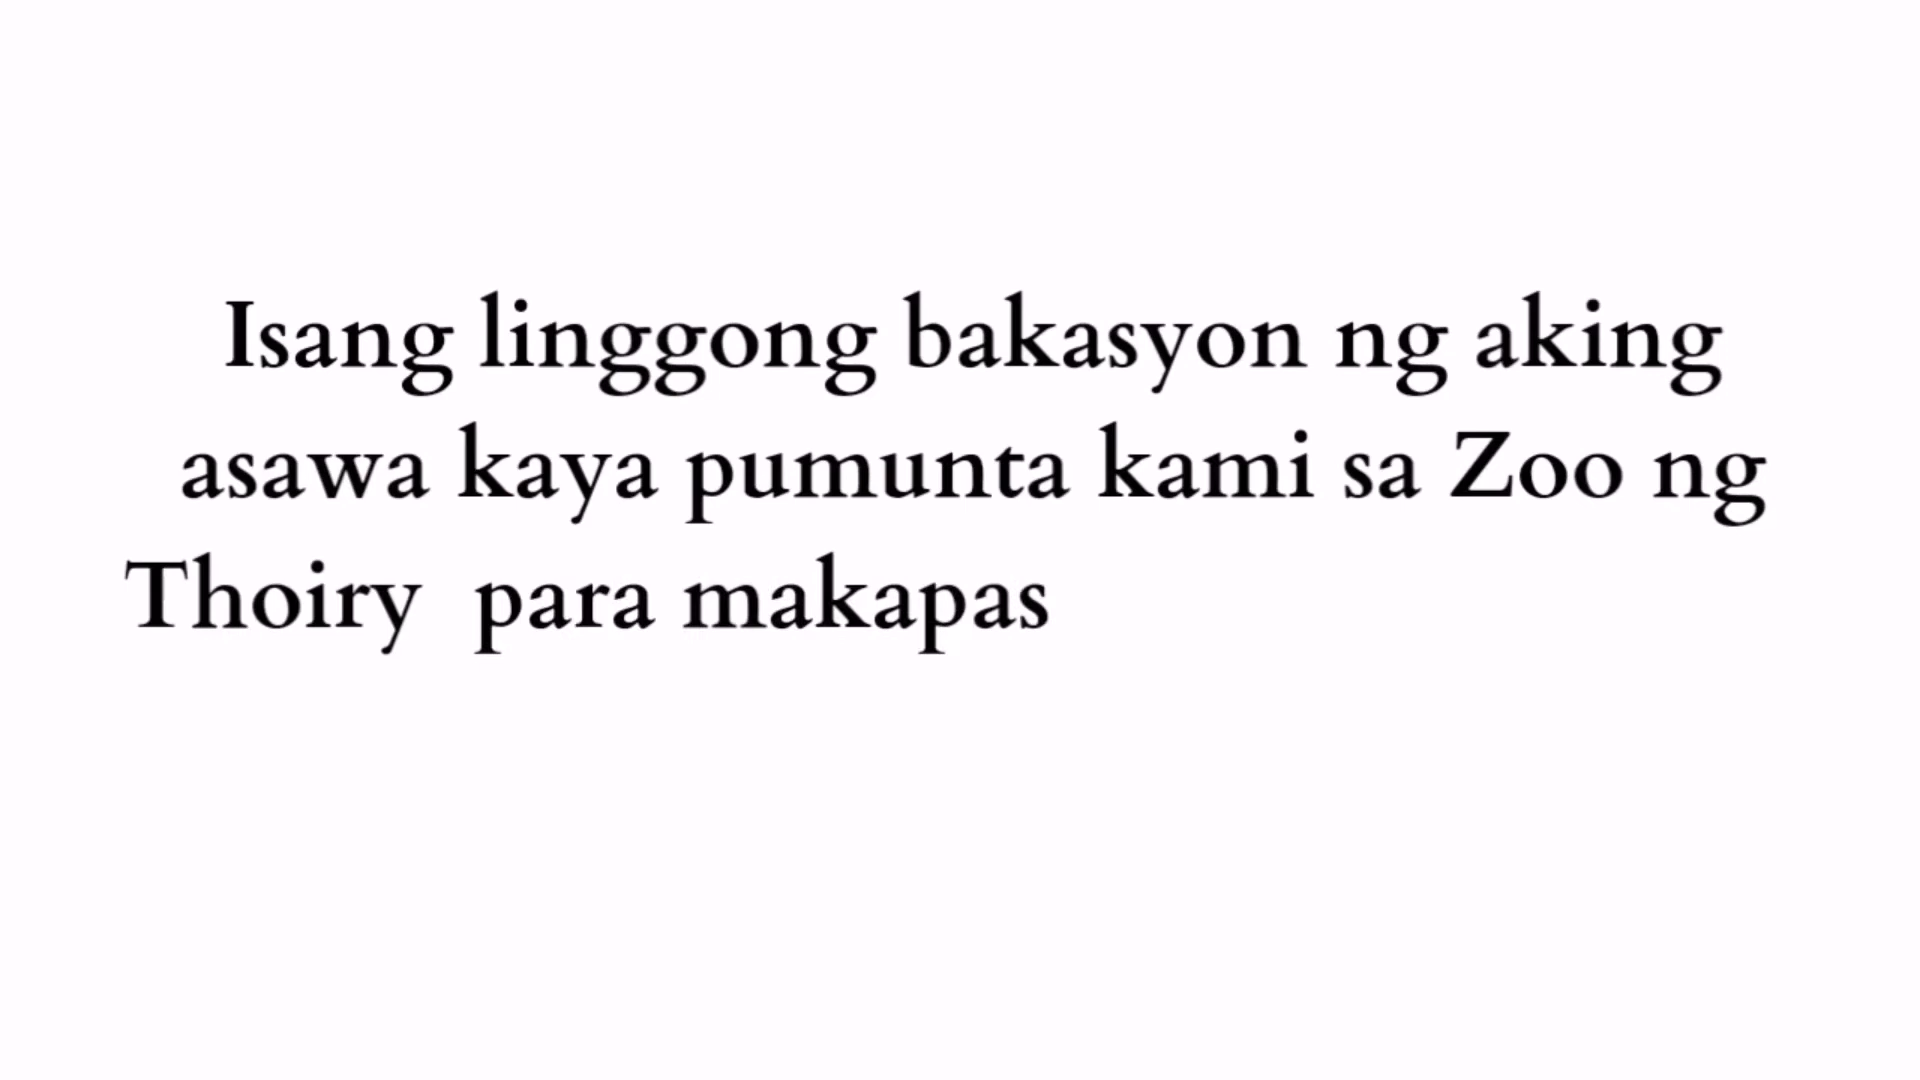 Isang linggong bakasyon ng aking
asawa kaya pumunta kami sa Zoo ng
Thoiry  para makapas